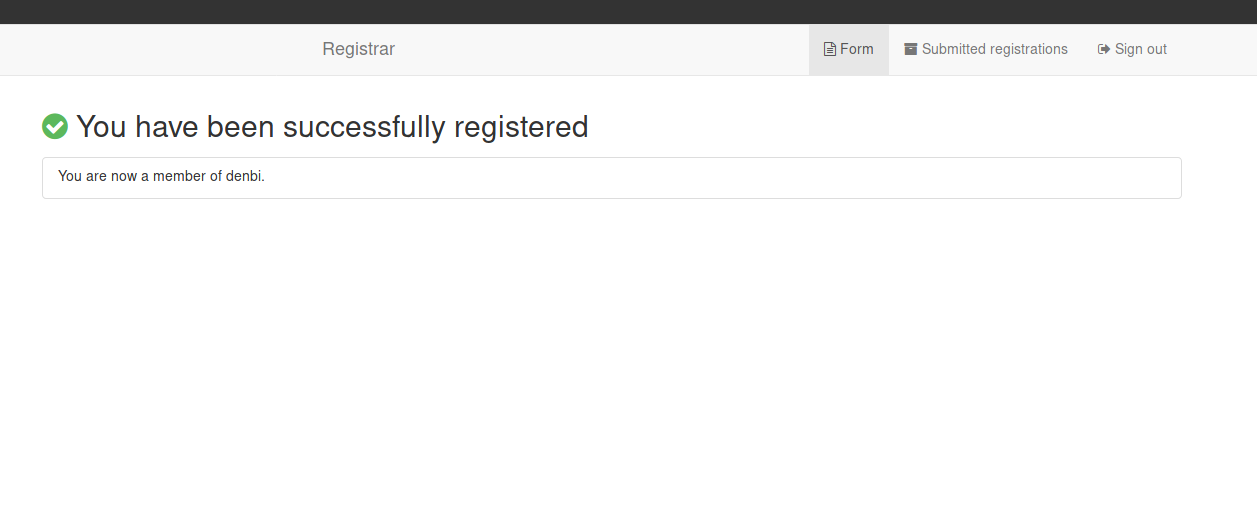 Registrar Form Submitted registrations Sign out
You have been successfully registered
You are now a member of denbi.